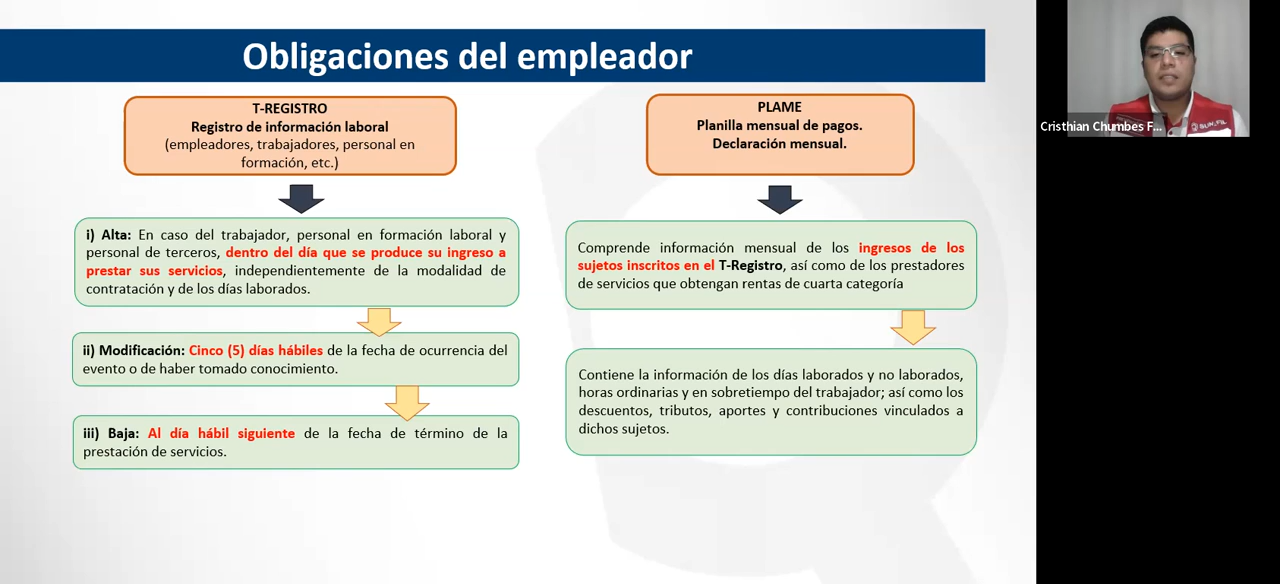 Obligaciones del empleador
T-REGISTRO
Registro de información laboral
(empleadores, trabajadores, personal en
formación, etc.)
i) Alta: En caso del trabajador, personal en formación laboral y
personal de terceros, dentro del día que se produce su ingreso a
prestar sus servicios, independientemente de la modalidad de
contratación y de los días laborados.
ii) Modificación: Cinco (5) días hábiles de la fecha de ocurrencia del
evento o de haber tomado conocimiento.
iii) Baja: Al día hábil siguiente de la fecha de término de la
prestación de servicios.
PLAME
Planilla mensual de pagos.
Declaración mensual.
Comprende información mensual de los ingresos de los
sujetos inscritos en el T-Registro, así como de los prestadores
de servicios que obtengan rentas de cuarta categoría
Contiene la información de los días laborados y no laborados,
horas ordinarias y en sobretiempo del trabajador; así como los
descuentos, tributos, aportes y contribuciones vinculados a
dichos sujetos.
Cristhian Chumbes F...
SUNAFIL